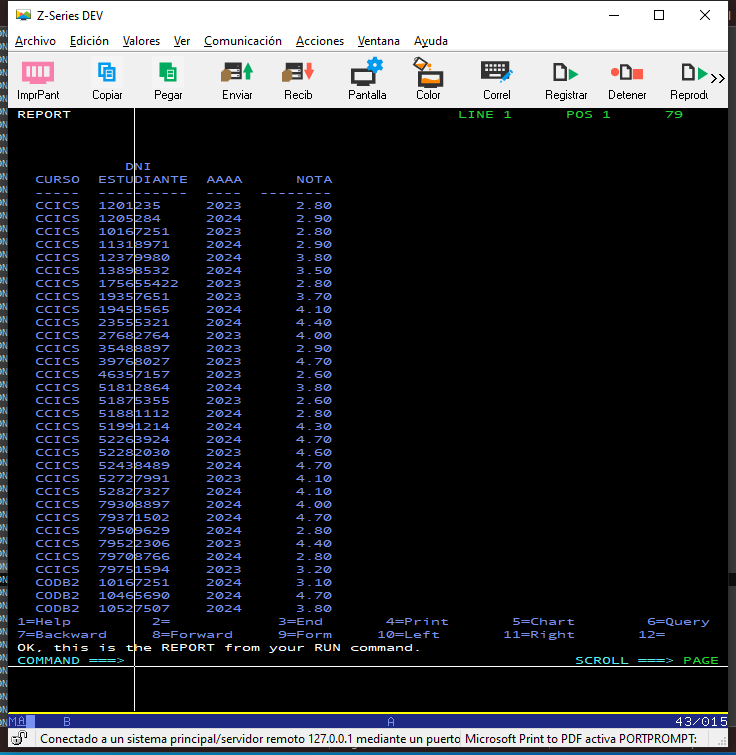 Z-Series DEV
Archivo Edición Valores Ver Comunicación Acciones Ventana Ayuda
ImprPant Copiar Pegar Enviar Recib Pantalla Color Correl Registrar Detener Reprodu
REPORT LINE 1 POS 1 79
DNI
CURSO ESTUDIANTE AAAA NOTA
----- ---------- ---- --------
CCICS 1201235 2023 2.80
CCICS 1205284 2024 2.90
CCICS 10167251 2023 2.80
CCICS 11318971 2024 2.90
CCICS 12379980 2024 3.80
CCICS 13898532 2024 3.50
CCICS 175655422 2023 2.80
CCICS 19357651 2023 3.70
CCICS 19453565 2024 4.10
CCICS 23555321 2024 4.40
CCICS 27682764 2023 4.00
CCICS 35488897 2023 2.90
CCICS 39768027 2023 4.70
CCICS 46357157 2023 2.60
CCICS 51812864 2024 3.80
CCICS 51875355 2023 2.60
CCICS 51881112 2024 2.80
CCICS 51991214 2024 4.30
CCICS 52263924 2024 4.70
CCICS 52282030 2023 4.60
CCICS 52438489 2024 4.70
CCICS 52727991 2023 4.10
CCICS 52827327 2024 4.10
CCICS 79308897 2024 4.00
CCICS 79371502 2024 4.70
CCICS 79509629 2024 2.80
CCICS 79522306 2023 4.40
CCICS 79708766 2024 2.80
CCICS 79751594 2023 3.20
CODB2 10167251 2024 3.10
CODB2 10465690 2024 4.70
CODB2 10527507 2024 3.80
1=Help 2= 3=End 4=Print 5=Chart 6=Query
7=Backward 8=Forward 9=Form 10=Left 11=Right 12=
OK, this is the REPORT from your RUN command.
COMMAND ===> SCROLL ===> PAGE
MA B A 43/015
Conectado a un sistema principal/servidor remoto 127.0.0.1 mediante un puerto Microsoft Print to PDF activa PORTPROMPT: